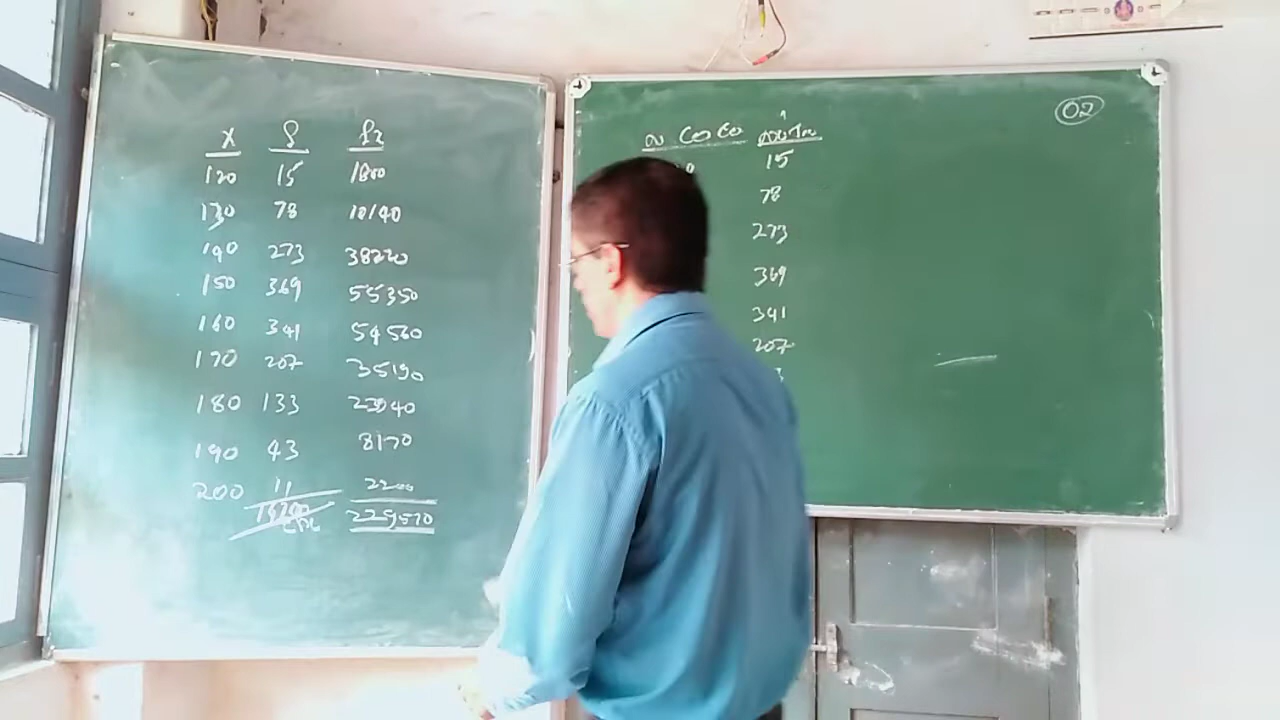 X f fx
120 15 1800
130 78 10140
140 273 38220
150 369 55350
160 341 54560
170 207 35190
180 133 23940
190 43 8170
200 11 2200
229570
02
15
78
273
369
341
207
3